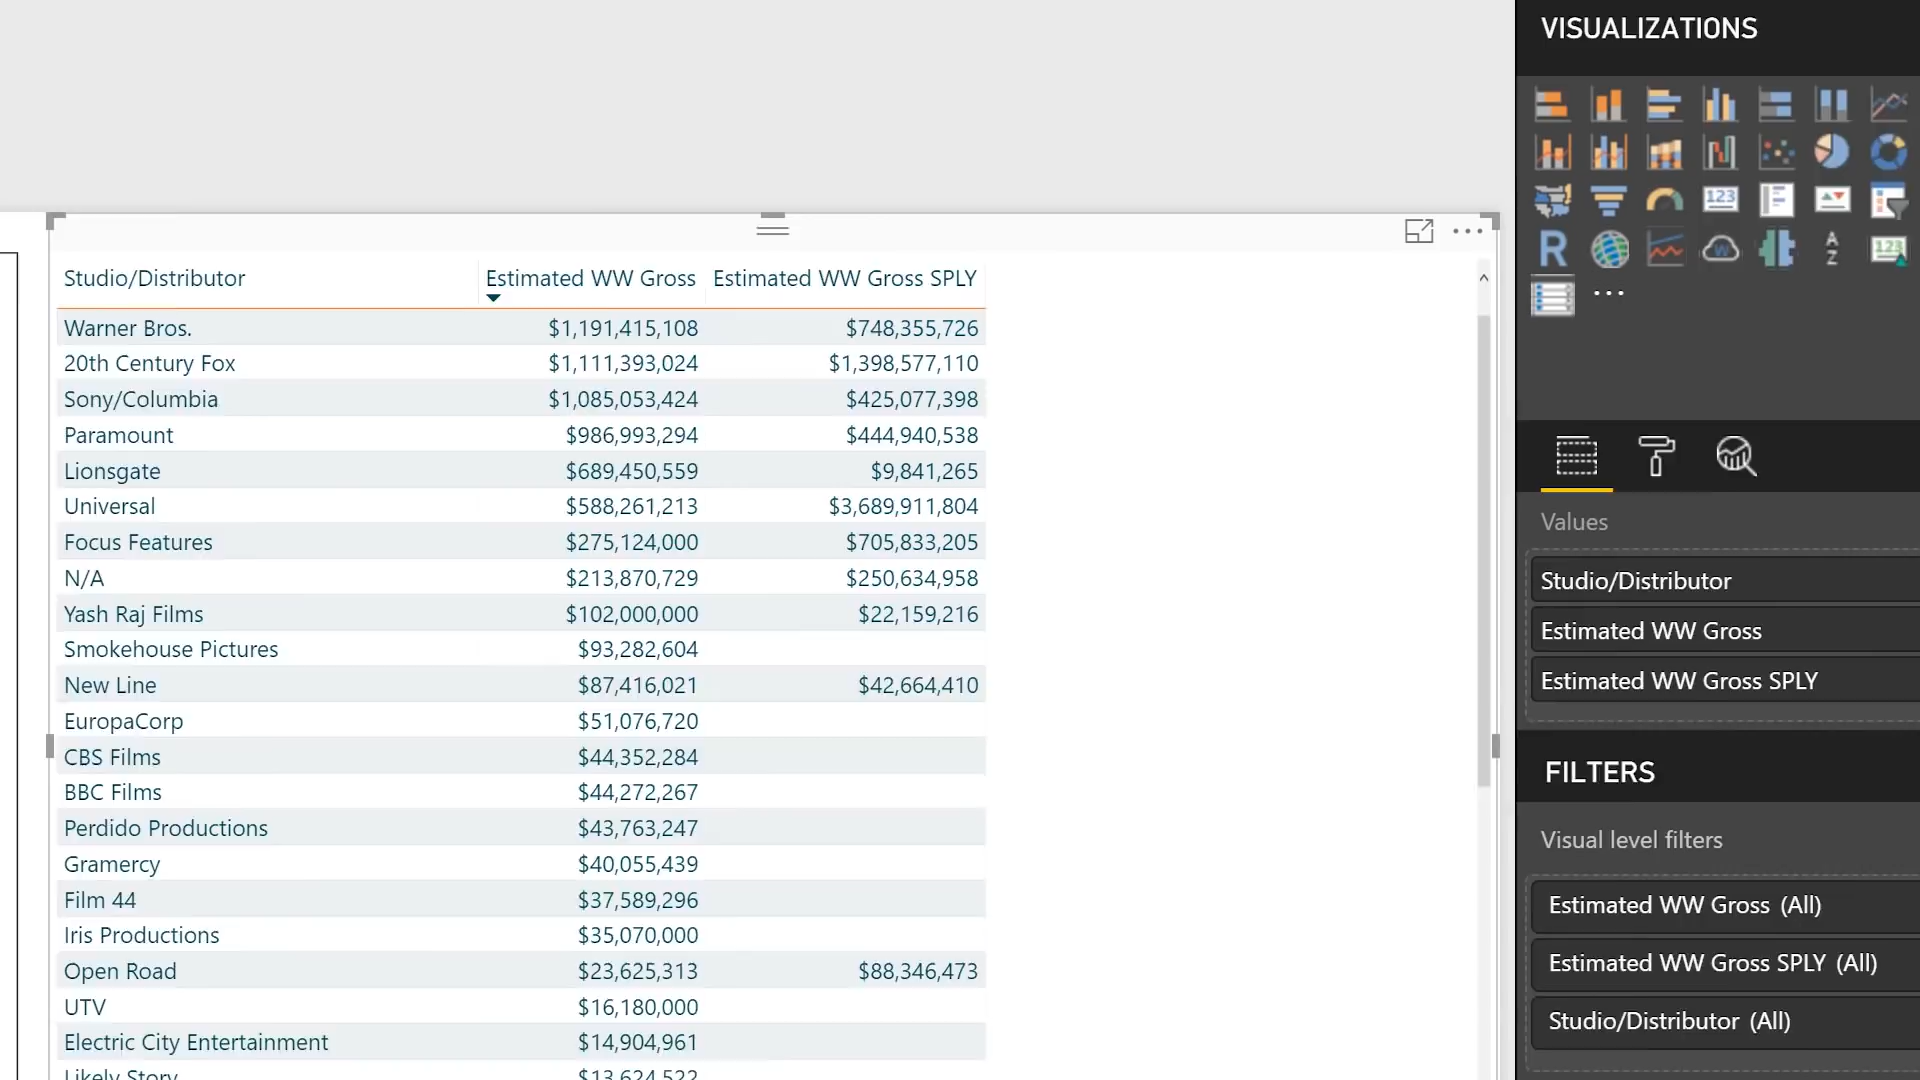 VISUALIZATIONS
123
R
W
A
Z
123
Studio/Distributor Estimated WW Gross Estimated WW Gross SPLY
Warner Bros. $1,191,415,108 $748,355,726
20th Century Fox $1,111,393,024 $1,398,577,110
Sony/Columbia $1,085,053,424 $425,077,398
Paramount $986,993,294 $444,940,538
Lionsgate $689,450,559 $9,841,265
Universal $588,261,213 $3,689,911,804
Focus Features $275,124,000 $705,833,205
N/A $213,870,729 $250,634,958
Yash Raj Films $102,000,000 $22,159,216
Smokehouse Pictures $93,282,604
New Line $87,416,021 $42,664,410
EuropaCorp $51,076,720
CBS Films $44,352,284
BBC Films $44,272,267
Perdido Productions $43,763,247
Gramercy $40,055,439
Film 44 $37,589,296
Iris Productions $35,070,000
Open Road $23,625,313 $88,346,473
UTV $16,180,000
Electric City Entertainment $14,904,961
Likely Story $13,624,522
Values
Studio/Distributor
Estimated WW Gross
Estimated WW Gross SPLY
FILTERS
Visual level filters
Estimated WW Gross (All)
Estimated WW Gross SPLY (All)
Studio/Distributor (All)